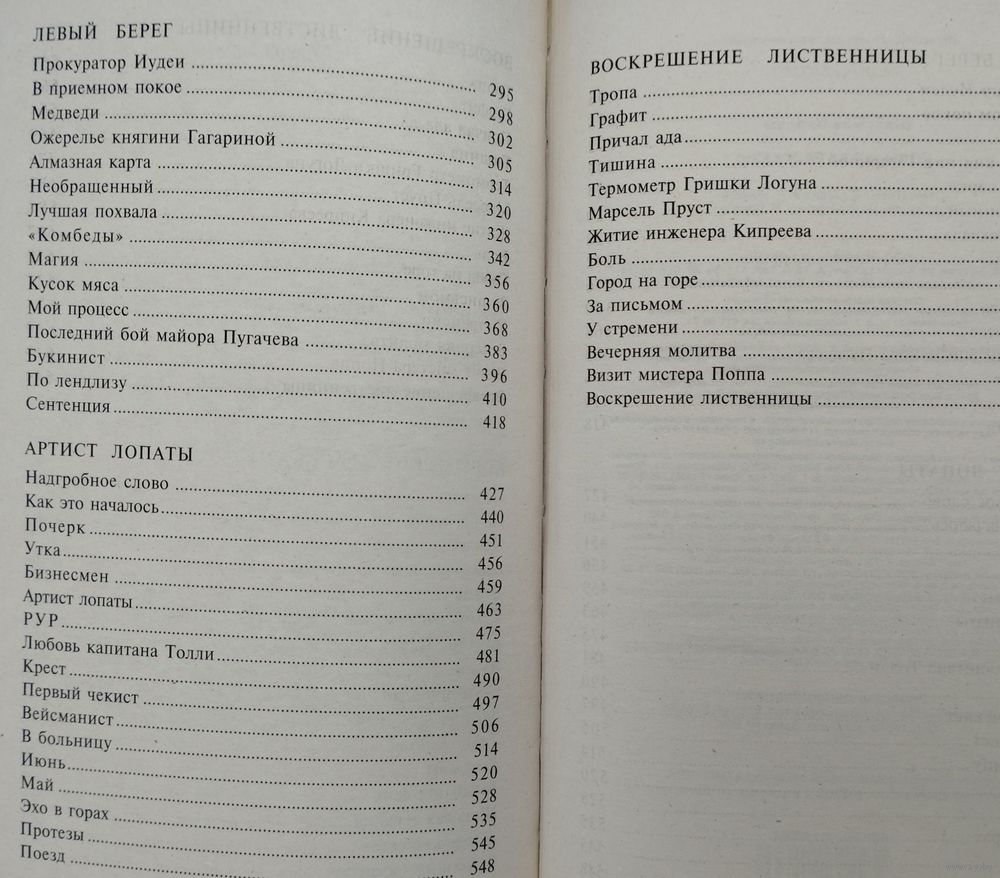 ЛЕВЫЙ БЕРЕГ
Прокуратор Иудеи ........ 295
В приемном покое ........ 298
Медведи ........ 302
Ожерелье княгини Гагариной ........ 305
Алмазная карта ........ 314
Необращенный ........ 320
Лучшая похвала ........ 328
«Комбеды» ........ 342
Магия ........ 356
Кусок мяса ........ 360
Мой процесс ........ 368
Последний бой майора Пугачева ........ 383
Букинист ........ 396
По лендлизу ........ 410
Сентенция ........ 418
АРТИСТ ЛОПАТЫ
Надгробное слово ........ 427
Как это началось ........ 440
Почерк ........ 451
Утка ........ 456
Бизнесмен ........ 459
Артист лопаты ........ 463
РУР ........ 475
Любовь капитана Толли ........ 481
Крест ........ 490
Первый чекист ........ 497
Вейсманист ........ 506
В больницу ........ 514
Июнь ........ 520
Май ........ 528
Эхо в горах ........ 535
Протезы ........ 545
Поезд ........ 548
ВОСКРЕШЕНИЕ ЛИСТВЕННИЦЫ
Тропа ........
Графит ........
Причал ада ........
Тишина ........
Термометр Гришки Логуна ........
Марсель Пруст ........
Житие инженера Кипреева ........
Боль ........
Город на горе ........
За письмом ........
У стремени ........
Вечерняя молитва ........
Визит мистера Поппа ........
Воскрешение лиственницы ........